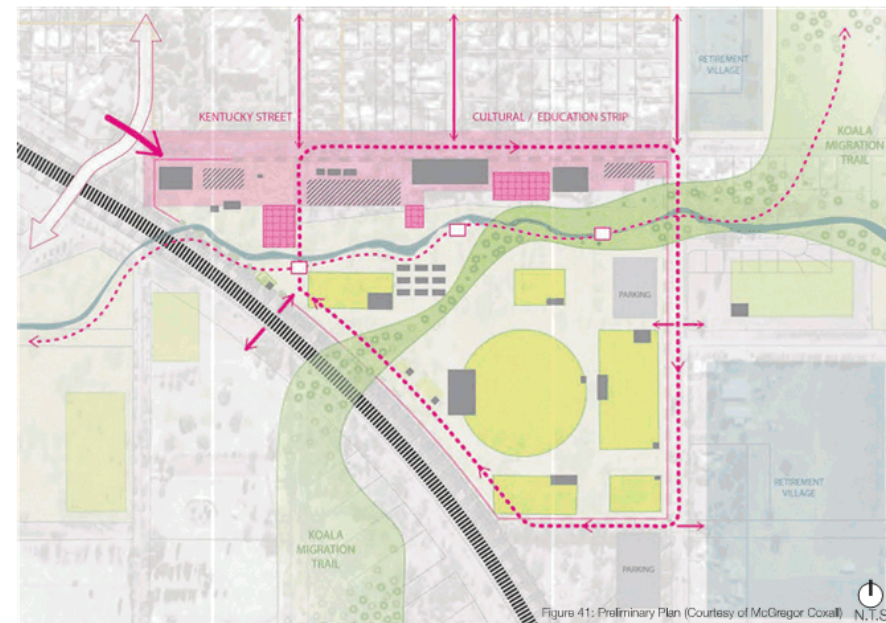 RETIREMENT
VILLAGE
KENTUCKY STREET
CULTURAL / EDUCATION STRIP
KOALA
MIGRATION
TRAIL
PARKING
RETIREMENT
VILLAGE
KOALA
MIGRATION
TRAIL
PARKING
Figure 41: Preliminary Plan (Courtesy of McGregor Coxall)
N.T.S